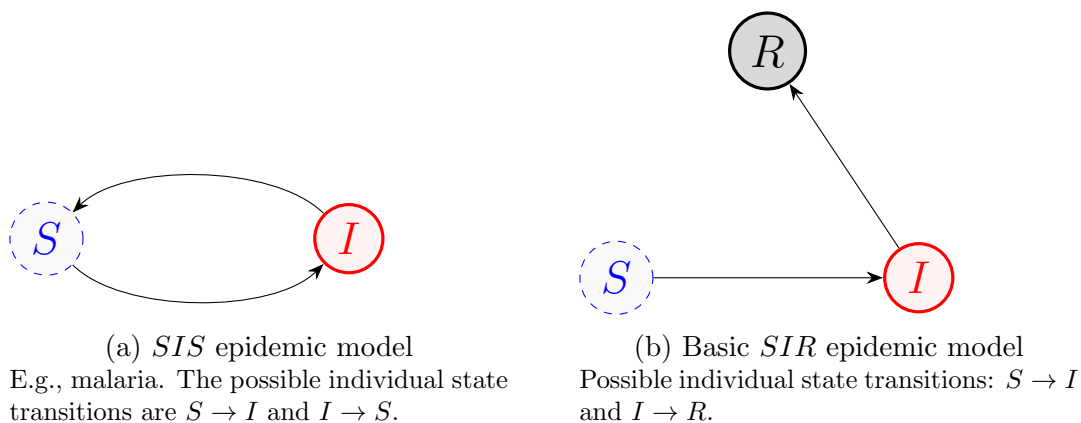 R
S
I
S
I
(a) SIS epidemic model
E.g., malaria. The possible individual state
transitions are S → I and I → S.
(b) Basic SIR epidemic model
Possible individual state transitions: S → I
and I → R.